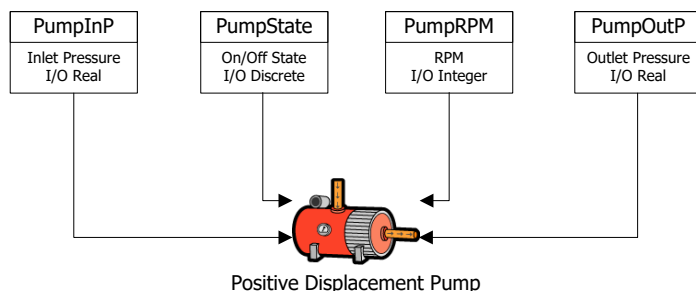 PumpInP
Inlet Pressure
I/O Real
PumpState
On/Off State
I/O Discrete
PumpRPM
RPM
I/O Integer
PumpOutP
Outlet Pressure
I/O Real
Positive Displacement Pump